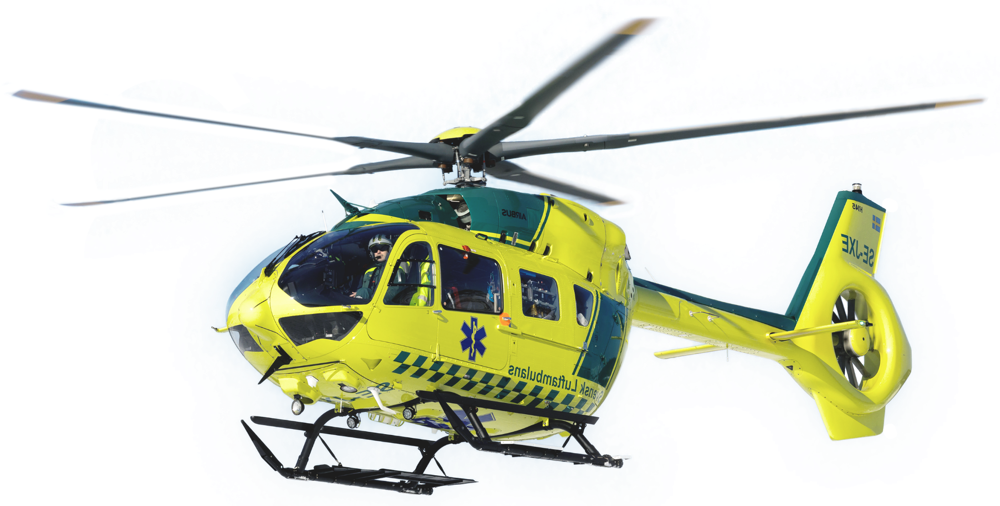 AIRBUS
H145
SE-JXE
Svensk Luftambulans